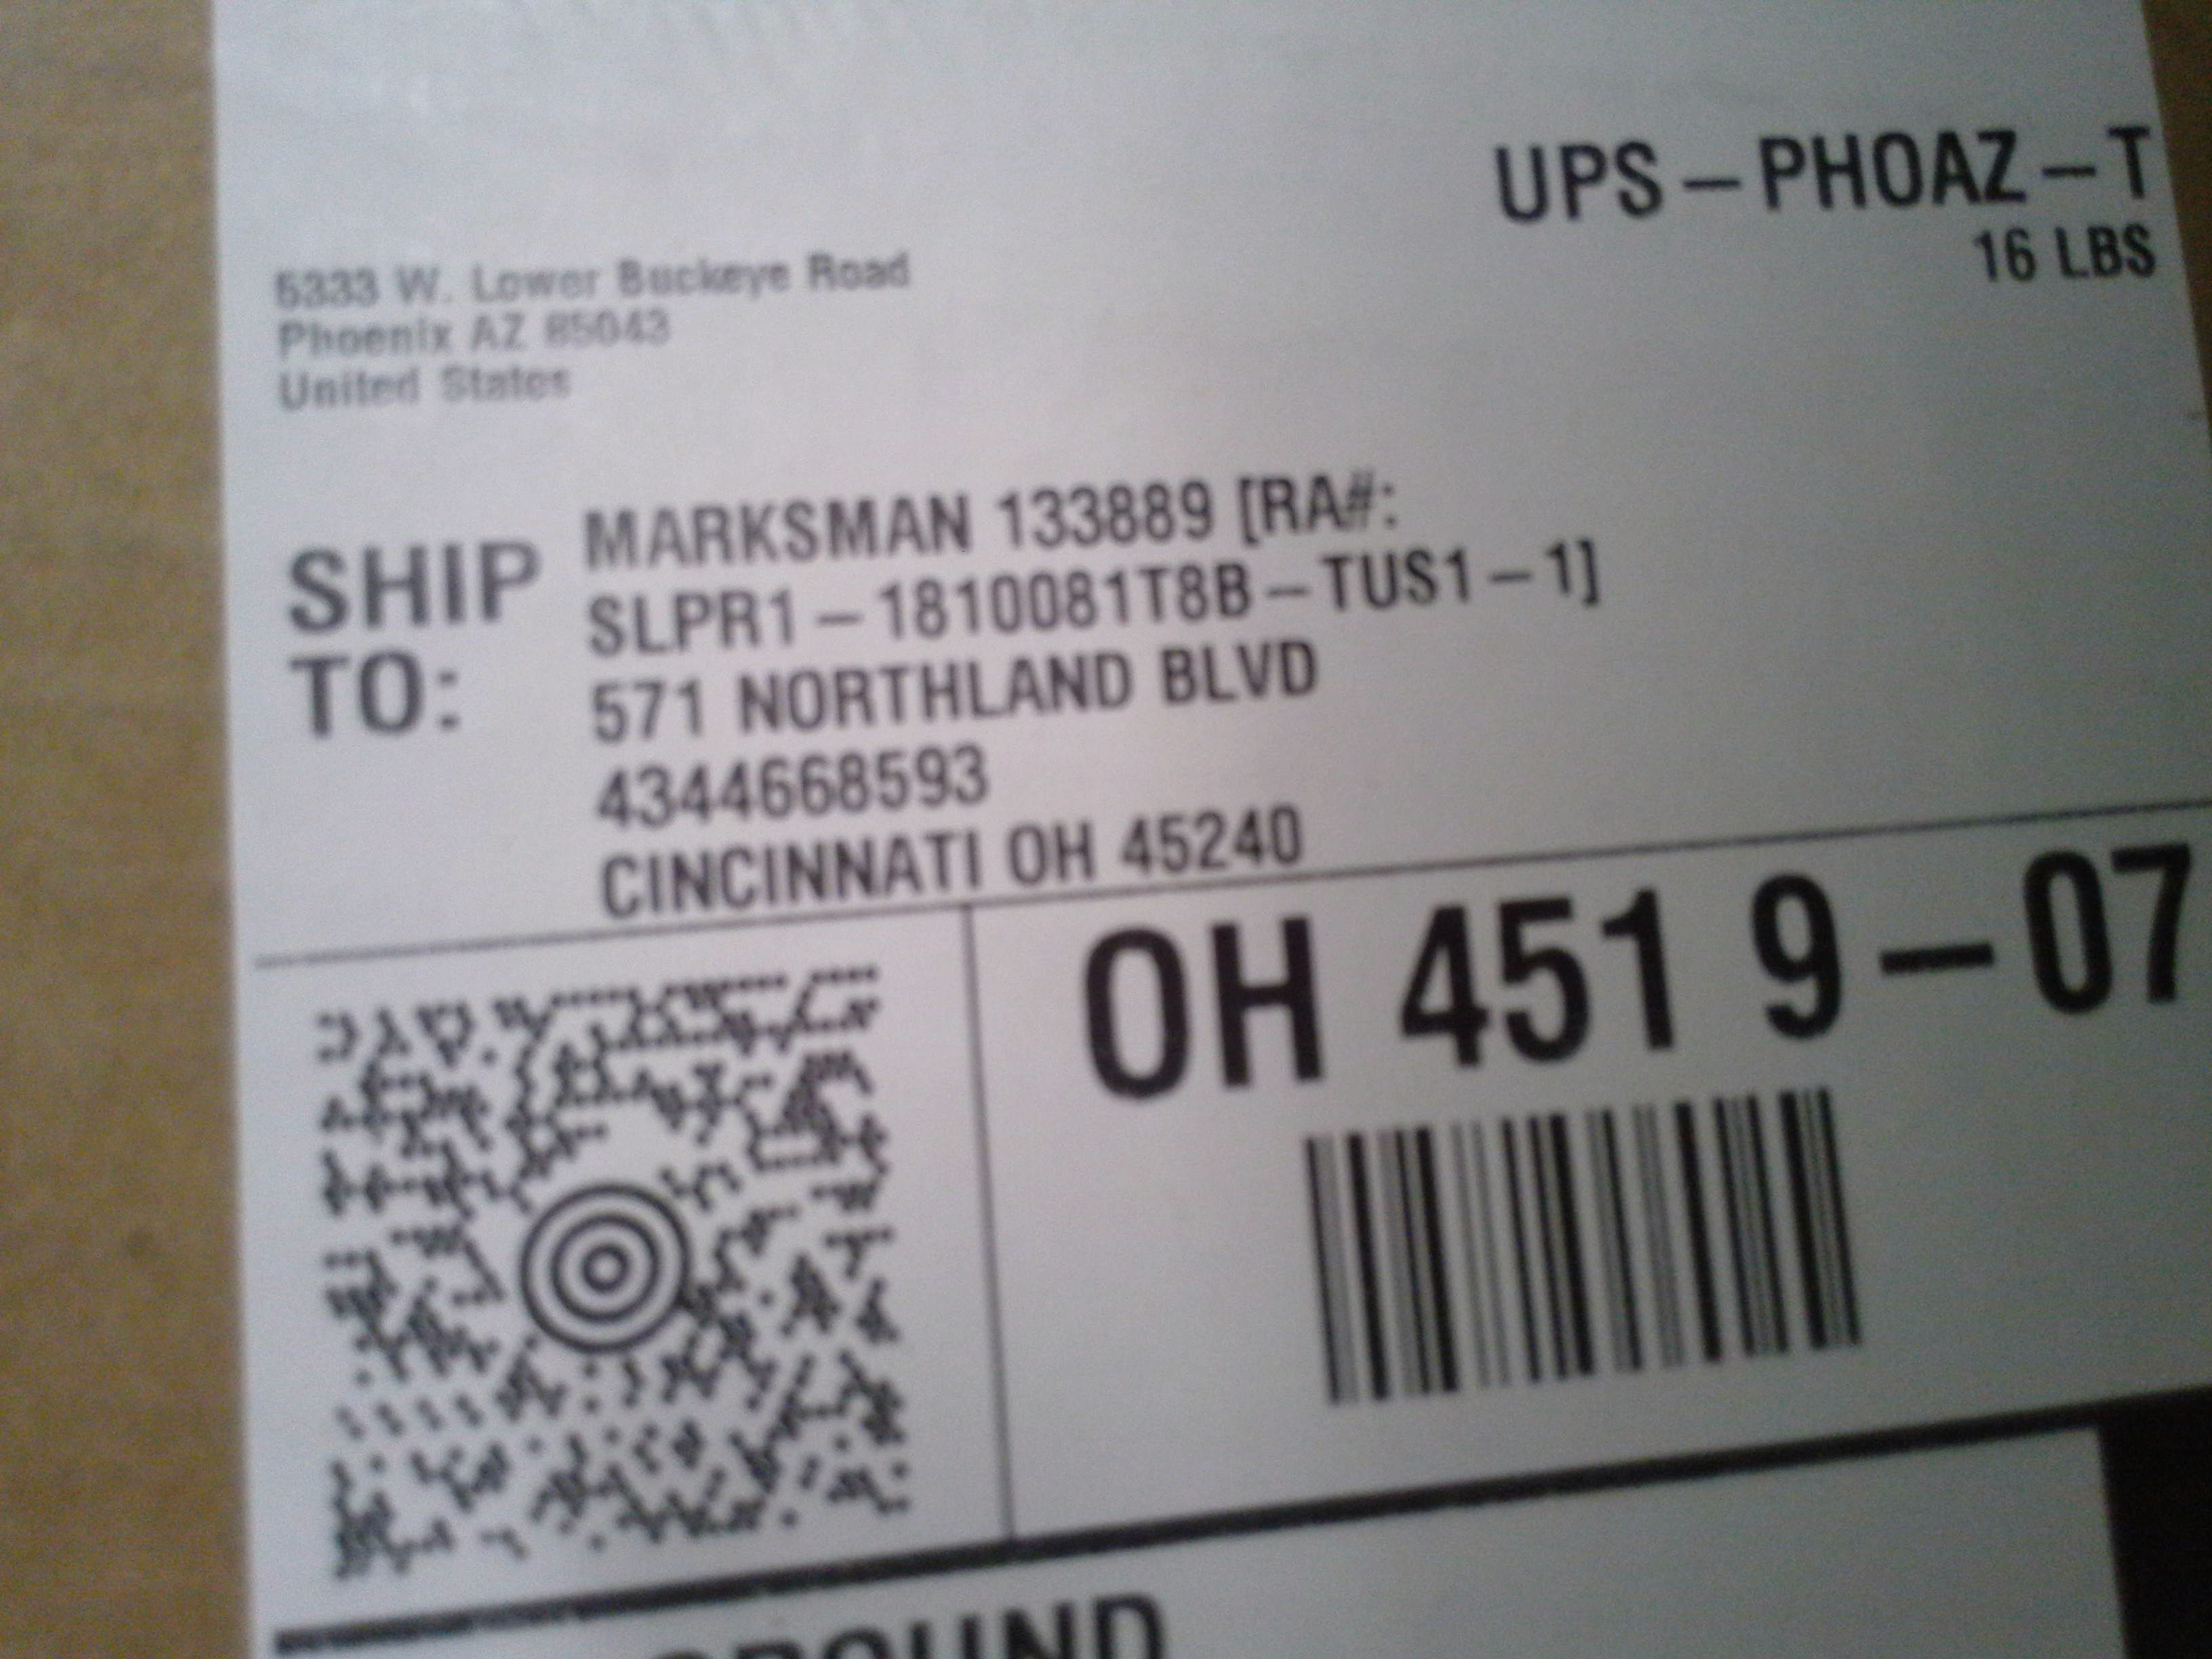 UPS-PHOAZ-T
16 LBS
5333 W. Lower Buckeye Road
Phoenix AZ 85043
United States
SHIP TO:
MARKSMAN 133889 [RA#:
SLPR1-1810081T8B-TUS1-1]
571 NORTHLAND BLVD
4344668593
CINCINNATI OH 45240
OH 451 9-07
GROUND